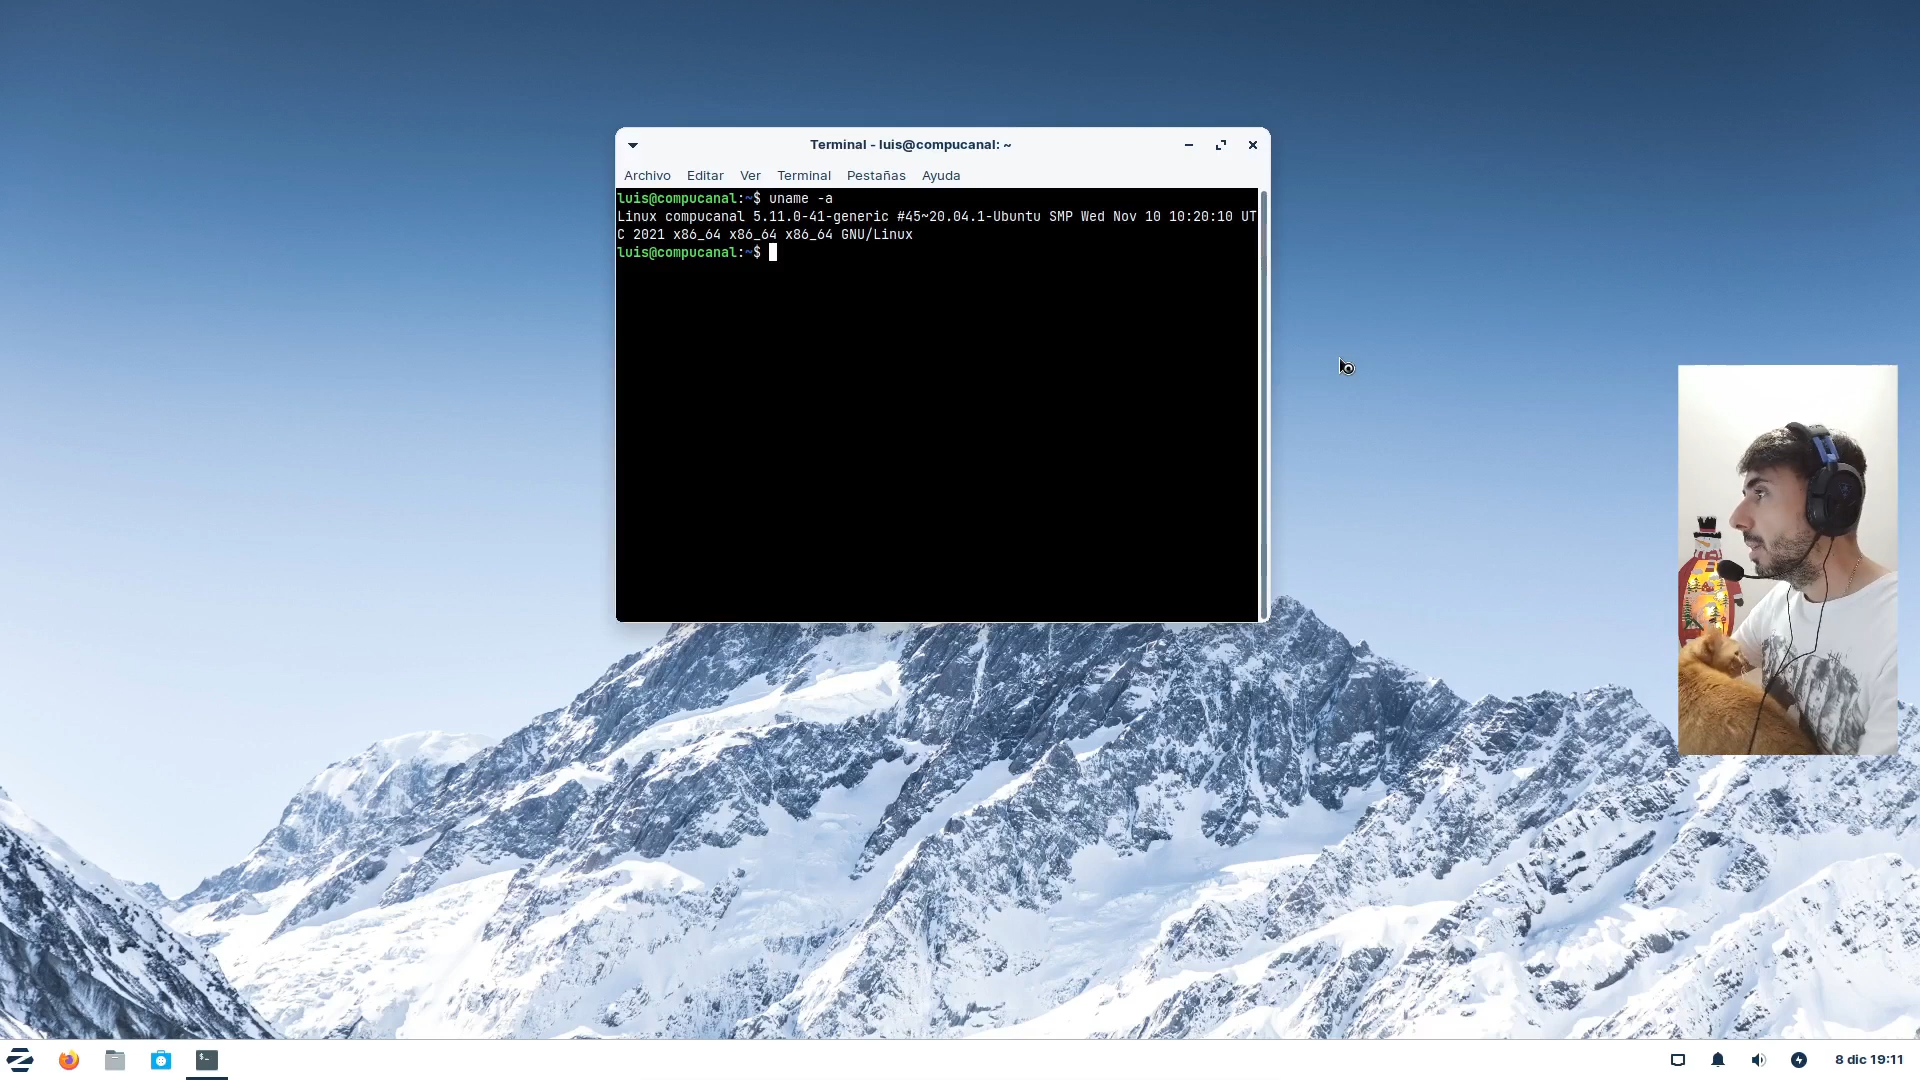 Terminal - luis@compucanal: ~
Archivo Editar Ver Terminal Pestañas Ayuda
luis@compucanal:~$ uname -a
Linux compucanal 5.11.0-41-generic #45~20.04.1-Ubuntu SMP Wed Nov 10 10:20:10 UT
C 2021 x86_64 x86_64 x86_64 GNU/Linux
luis@compucanal:~$
8 dic 19:11